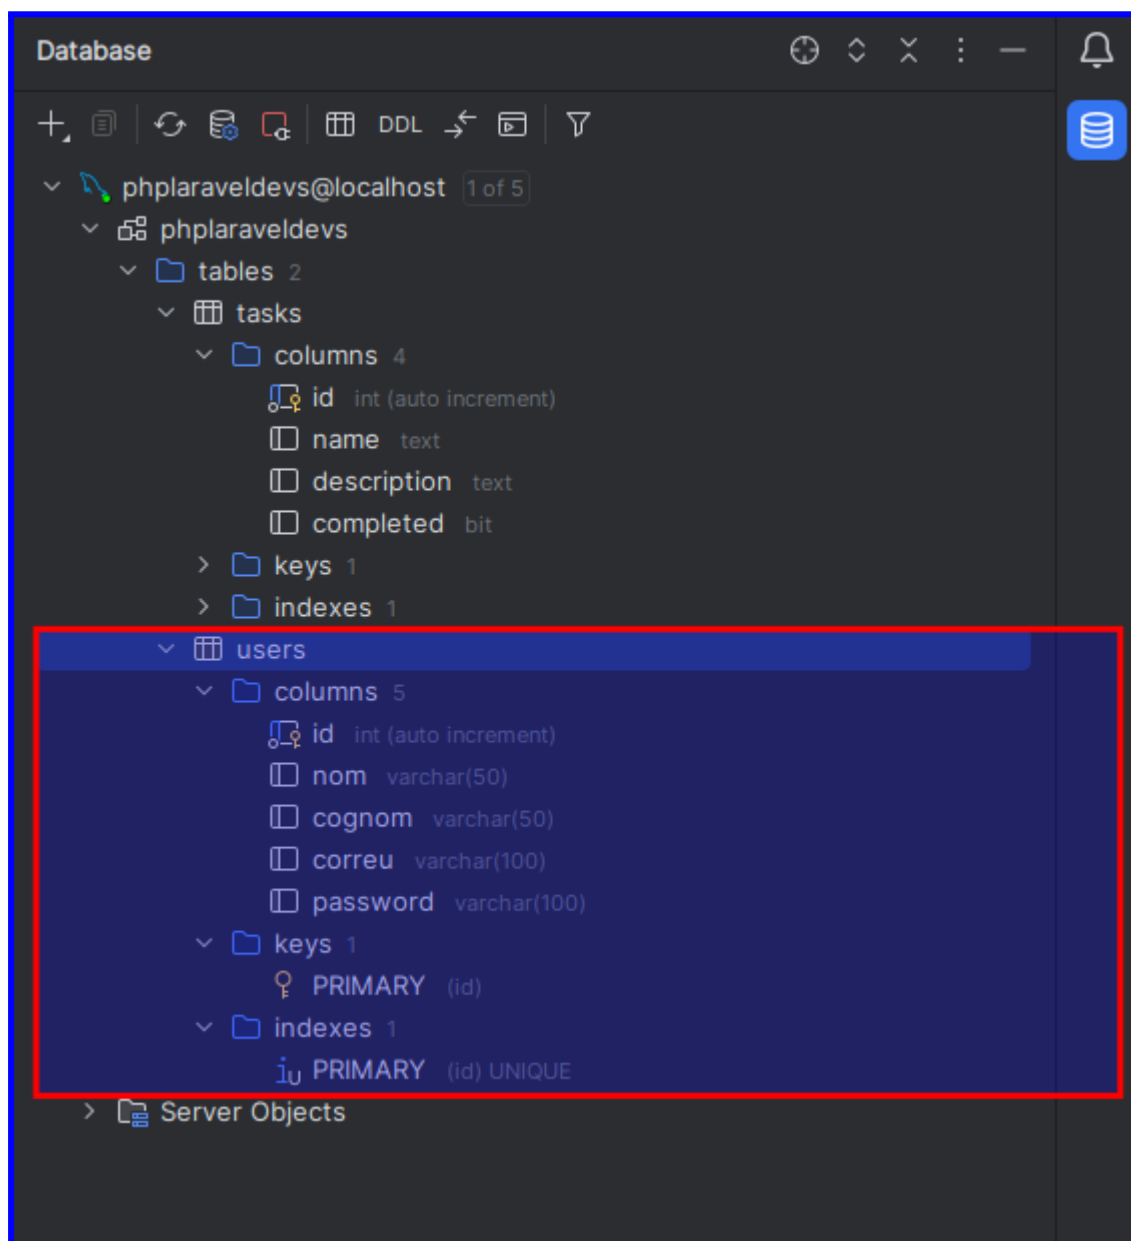 Database
DDL
phplaraveldevs@localhost 1 of 5
phplaraveldevs
tables 2
tasks
columns 4
id int (auto increment)
name text
description text
completed bit
keys 1
indexes 1
users
columns 5
id int (auto increment)
nom varchar(50)
cognom varchar(50)
correu varchar(100)
password varchar(100)
keys 1
PRIMARY (id)
indexes 1
PRIMARY (id) UNIQUE
Server Objects